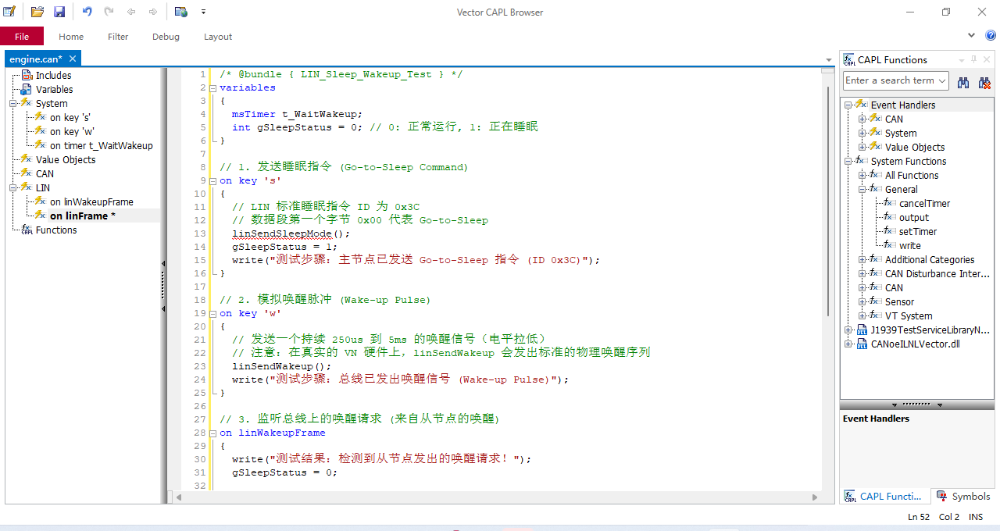 Vector CAPL Browser
File Home Filter Debug Layout
engine.can*
Includes
Variables
System
on key 's'
on key 'w'
on timer t_WaitWakeup
Value Objects
CAN
LIN
on linWakeupFrame
on linFrame *
Functions
1 /* @bundle { LIN_Sleep_Wakeup_Test } */
2 variables
3 {
4 msTimer t_WaitWakeup;
5 int gSleepStatus = 0; // 0: 正常运行, 1: 正在睡眠
6 }
7
8 // 1. 发送睡眠指令 (Go-to-Sleep Command)
9 on key 's'
10 {
11 // LIN 标准睡眠指令 ID 为 0x3C
12 // 数据段第一个字节 0x00 代表 Go-to-Sleep
13 linSendSleepMode();
14 gSleepStatus = 1;
15 write("测试步骤: 主节点已发送 Go-to-Sleep 指令 (ID 0x3C)");
16 }
17
18 // 2. 模拟唤醒脉冲 (Wake-up Pulse)
19 on key 'w'
20 {
21 // 发送一个持续 250us 到 5ms 的唤醒信号（电平拉低）
22 // 注意：在真实的 VN 硬件上，linSendWakeup 会发出标准的物理唤醒序列
23 linSendWakeup();
24 write("测试步骤: 总线已发出唤醒信号 (Wake-up Pulse)");
25 }
26
27 // 3. 监听总线上的唤醒请求 (来自从节点的唤醒)
28 on linWakeupFrame
29 {
30 write("测试结果: 检测到从节点发出的唤醒请求! ");
31 gSleepStatus = 0;
32
CAPL Functions
Enter a search term
Event Handlers
CAN
System
Value Objects
System Functions
All Functions
General
cancelTimer
output
setTimer
write
Additional Categories
CAN Disturbance Inter...
CAN
Sensor
VT System
J1939TestServiceLibraryN...
CANoeILNLVector.dll
Event Handlers
CAPL Functi... Symbols
Ln 52 Col 2 INS